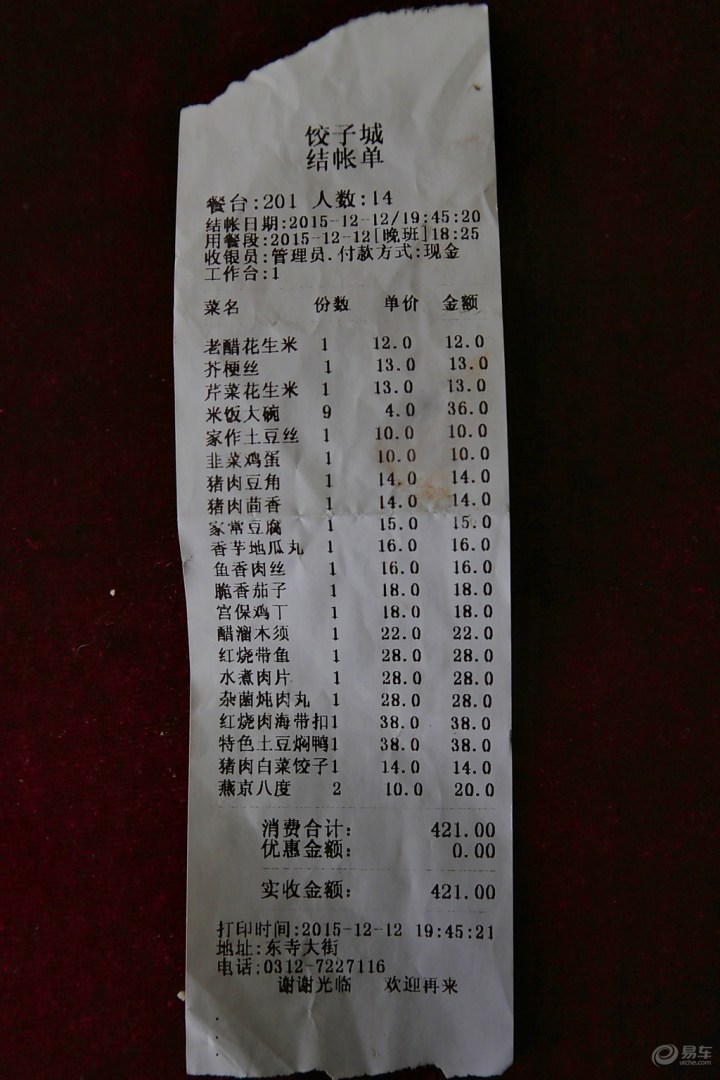 饺子城
结帐单
餐台:201 人数:14
结帐日期:2015-12-12/19:45:20
用餐段:2015-12-12[晚班]18:25
收银员:管理员.付款方式:现金
工作台:1
菜名 份数 单价 金额
老醋花生米 1 12.0 12.0
芥梗丝 1 13.0 13.0
芹菜花生米 1 13.0 13.0
米饭大碗 9 4.0 36.0
家作土豆丝 1 10.0 10.0
韭菜鸡蛋 1 10.0 10.0
猪肉豆角 1 14.0 14.0
猪肉茴香 1 14.0 14.0
家常豆腐 1 15.0 15.0
香芋地瓜丸 1 16.0 16.0
鱼香肉丝 1 16.0 16.0
脆香茄子 1 18.0 18.0
宫保鸡丁 1 18.0 18.0
醋溜木须 1 22.0 22.0
红烧带鱼 1 28.0 28.0
水煮肉片 1 28.0 28.0
杂菌炖肉丸 1 28.0 28.0
红烧肉海带扣1 38.0 38.0
特色土豆焖鸭1 38.0 38.0
猪肉白菜饺子1 14.0 14.0
燕京八度 2 10.0 20.0
消费合计: 421.00
优惠金额: 0.00
实收金额: 421.00
打印时间:2015-12-12 19:45:21
地址:东寺大街
电话:0312-7227116
谢谢光临 欢迎再来
易车
yiche.com